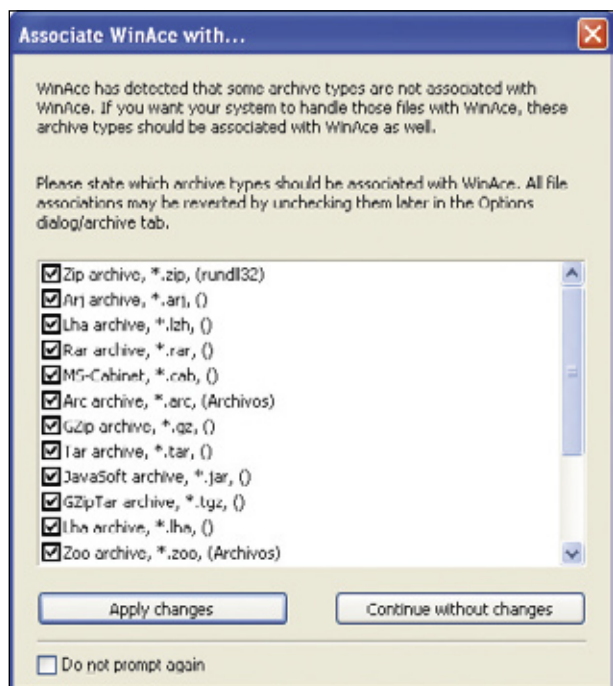 Associate WinAce with...
WinAce has detected that some archive types are not associated with
WinAce. If you want your system to handle those files with WinAce, these
archive types should be associated with WinAce as well.
Please state which archive types should be associated with WinAce. All file
associations may be reverted by unchecking them later in the Options
dialog/archive tab.
Zip archive, *.zip, (rundll32)
Arj archive, *.arj, ()
Lha archive, *.lzh, ()
Rar archive, *.rar, ()
MS-Cabinet, *.cab, ()
Arc archive, *.arc, (Archivos)
GZip archive, *.gz, ()
Tar archive, *.tar, ()
JavaSoft archive, *.jar, ()
GZipTar archive, *.tgz, ()
Lha archive, *.lha, ()
Zoo archive, *.zoo, (Archivos)
Apply changes
Continue without changes
Do not prompt again